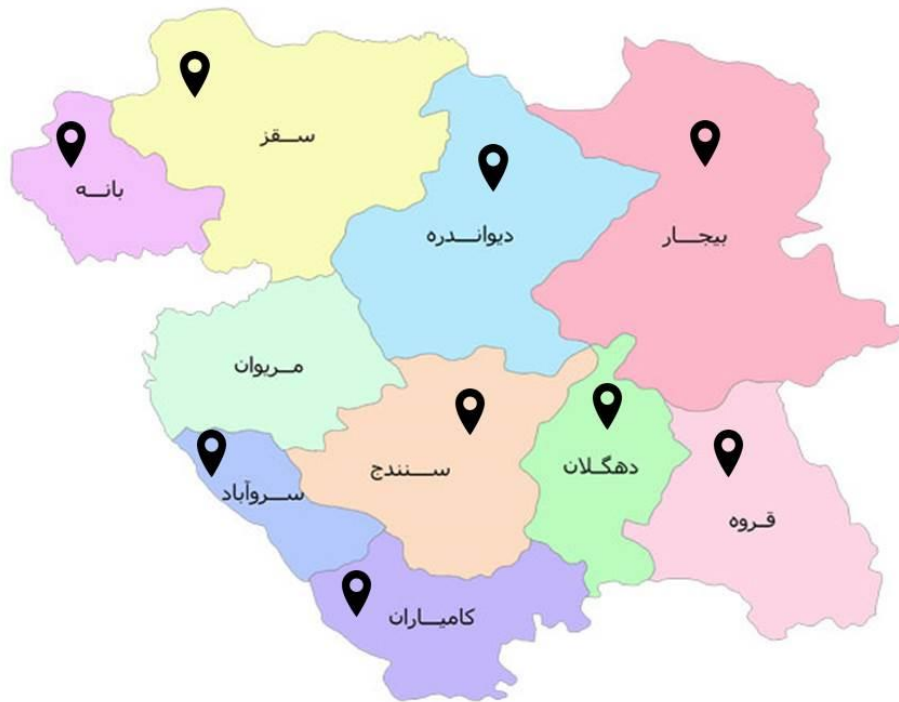 سقز
بانه
دیواندره
بیجار
مریوان
سنندج
دهگلان
سروآباد
قروه
کامیاران